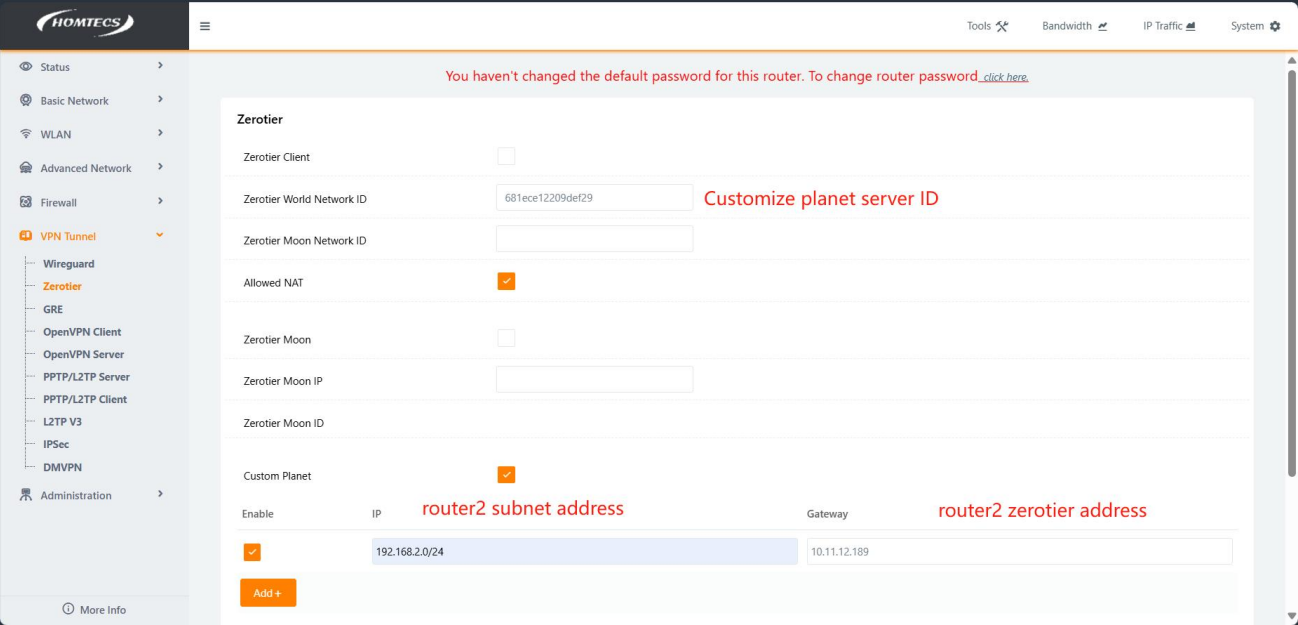 HOMTECS
Tools
Bandwidth
IP Traffic
System
Status
Basic Network
WLAN
Advanced Network
Firewall
VPN Tunnel
Wireguard
Zerotier
GRE
OpenVPN Client
OpenVPN Server
PPTP/L2TP Server
PPTP/L2TP Client
L2TP V3
IPSec
DMVPN
Administration
More Info
You haven't changed the default password for this router. To change router password click here.
Zerotier
Zerotier Client
Zerotier World Network ID
681ece12209def29
Customize planet server ID
Zerotier Moon Network ID
Allowed NAT
Zerotier Moon
Zerotier Moon IP
Zerotier Moon ID
Custom Planet
Enable
IP
router2 subnet address
Gateway
router2 zerotier address
192.168.2.0/24
10.11.12.189
Add +